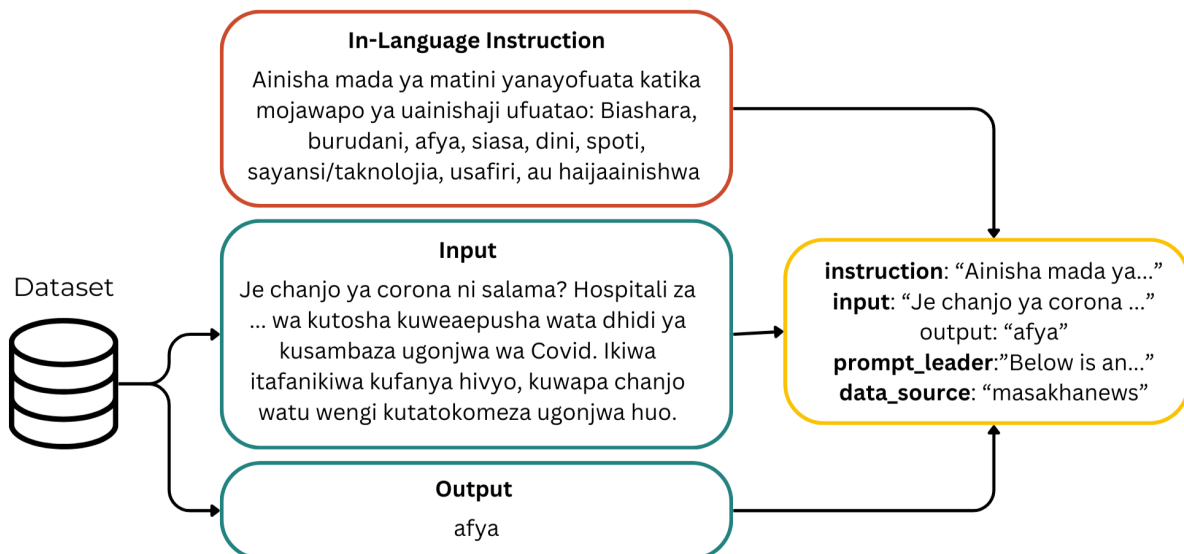 In-Language Instruction
Ainisha mada ya matini yanayofuata katika
mojawapo ya uainishaji ufuatao: Biashara,
burudani, afya, siasa, dini, spoti,
sayansi/taknolojia, usafiri, au haijaainishwa
Dataset
Input
Je chanjo ya corona ni salama? Hospitali za
... wa kutosha kuweaepusha wata dhidi ya
kusambaza ugonjwa wa Covid. Ikiwa
itafanikiwa kufanya hivyo, kuwapa chanjo
watu wengi kutatokomeza ugonjwa huo.
Output
afya
instruction: “Ainisha mada ya...”
input: “Je chanjo ya corona ...”
output: “afya”
prompt_leader:”Below is an...”
data_source: “masakhanews”